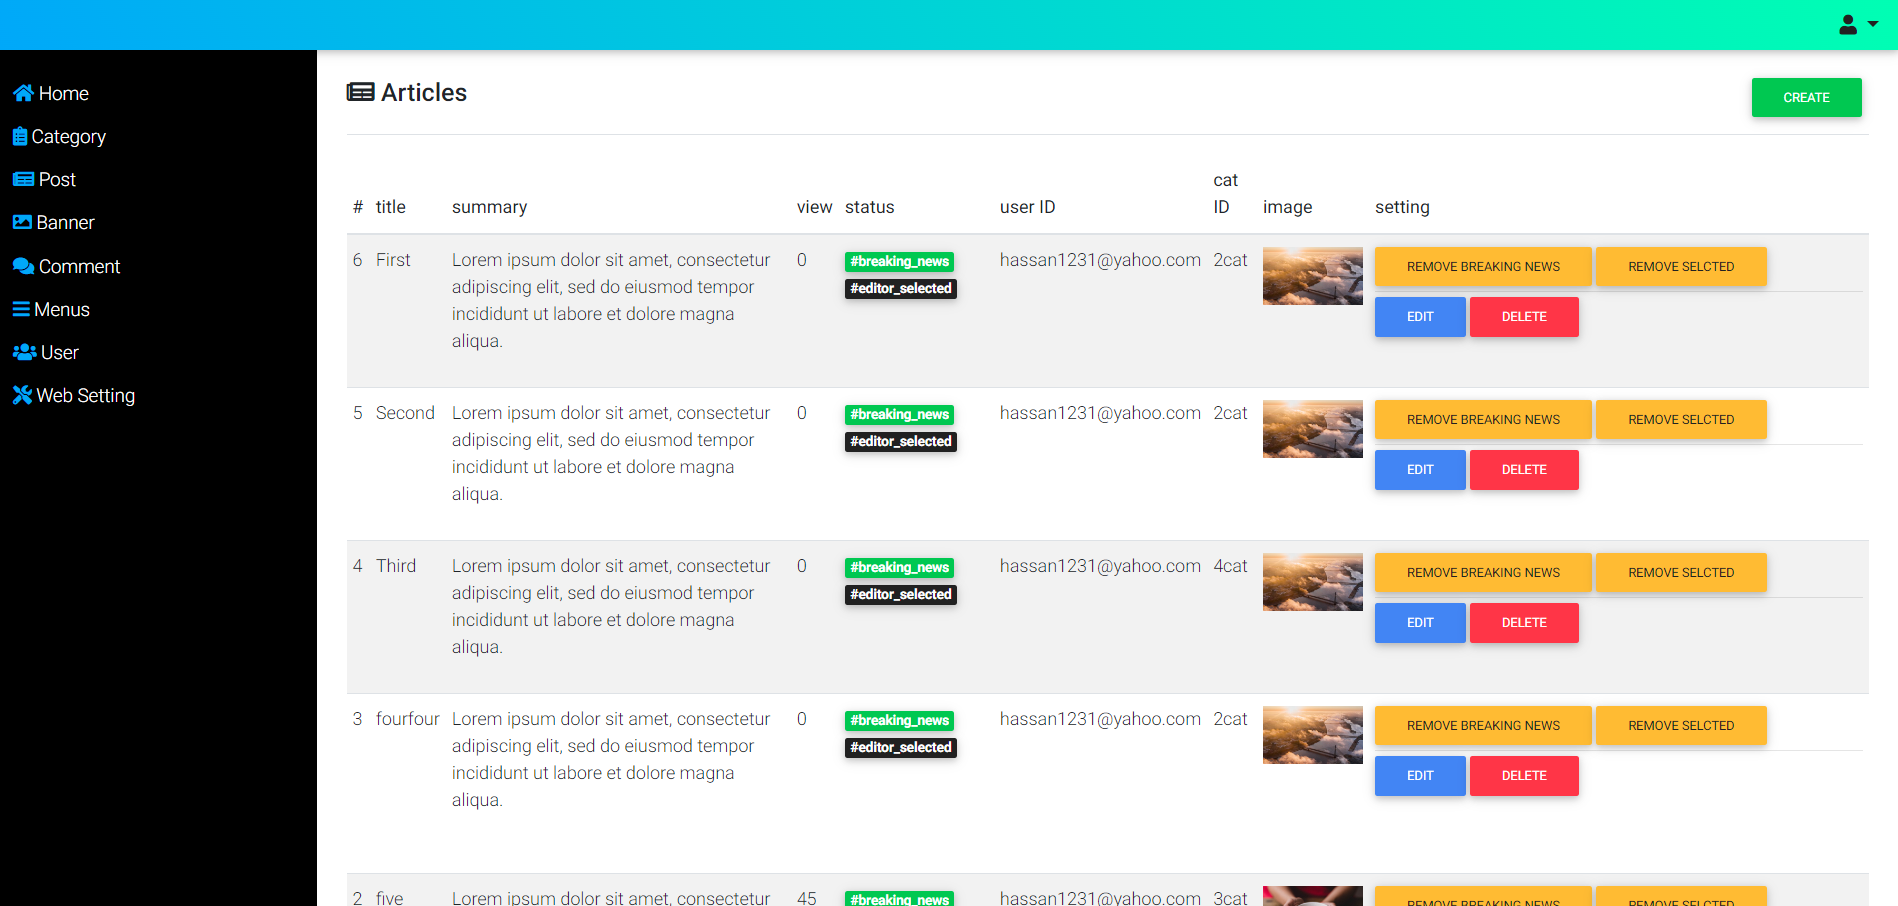 Home
Category
Post
Banner
Comment
Menus
User
Web Setting
Articles
CREATE
# title summary view status user ID cat ID image setting
6 First Lorem ipsum dolor sit amet, consectetur 0 #breaking_news hassan1231@yahoo.com 2cat REMOVE BREAKING NEWS REMOVE SELCTED
adipiscing elit, sed do eiusmod tempor #editor_selected
incididunt ut labore et dolore magna EDIT DELETE
aliqua.
5 Second Lorem ipsum dolor sit amet, consectetur 0 #breaking_news hassan1231@yahoo.com 2cat REMOVE BREAKING NEWS REMOVE SELCTED
adipiscing elit, sed do eiusmod tempor #editor_selected
incididunt ut labore et dolore magna EDIT DELETE
aliqua.
4 Third Lorem ipsum dolor sit amet, consectetur 0 #breaking_news hassan1231@yahoo.com 4cat REMOVE BREAKING NEWS REMOVE SELCTED
adipiscing elit, sed do eiusmod tempor #editor_selected
incididunt ut labore et dolore magna EDIT DELETE
aliqua.
3 fourfour Lorem ipsum dolor sit amet, consectetur 0 #breaking_news hassan1231@yahoo.com 2cat REMOVE BREAKING NEWS REMOVE SELCTED
adipiscing elit, sed do eiusmod tempor #editor_selected
incididunt ut labore et dolore magna EDIT DELETE
aliqua.
2 five Lorem ipsum dolor sit amet, consectetur 45 #breaking_news hassan1231@yahoo.com 3cat REMOVE BREAKING NEWS REMOVE SELCTED